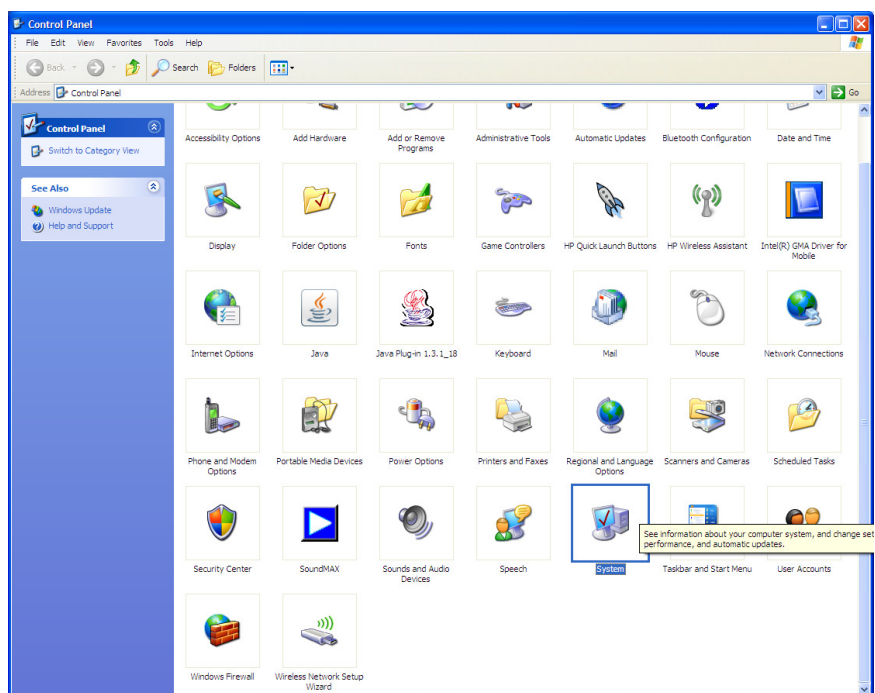 Control Panel
File Edit View Favorites Tools Help
Back Search Folders
Address Control Panel Go
Control Panel
Switch to Category View
See Also
Windows Update
Help and Support
Accessibility Options Add Hardware Add or Remove Programs Administrative Tools Automatic Updates Bluetooth Configuration Date and Time
Display Folder Options Fonts Game Controllers HP Quick Launch Buttons HP Wireless Assistant Intel(R) GMA Driver for Mobile
Internet Options Java Java Plug-in 1.3.1_18 Keyboard Mail Mouse Network Connections
Phone and Modem Options Portable Media Devices Power Options Printers and Faxes Regional and Language Options Scanners and Cameras Scheduled Tasks
See information about your computer system, and change set
performance, and automatic updates.
Security Center SoundMAX Sounds and Audio Devices Speech System Taskbar and Start Menu User Accounts
Windows Firewall Wireless Network Setup Wizard